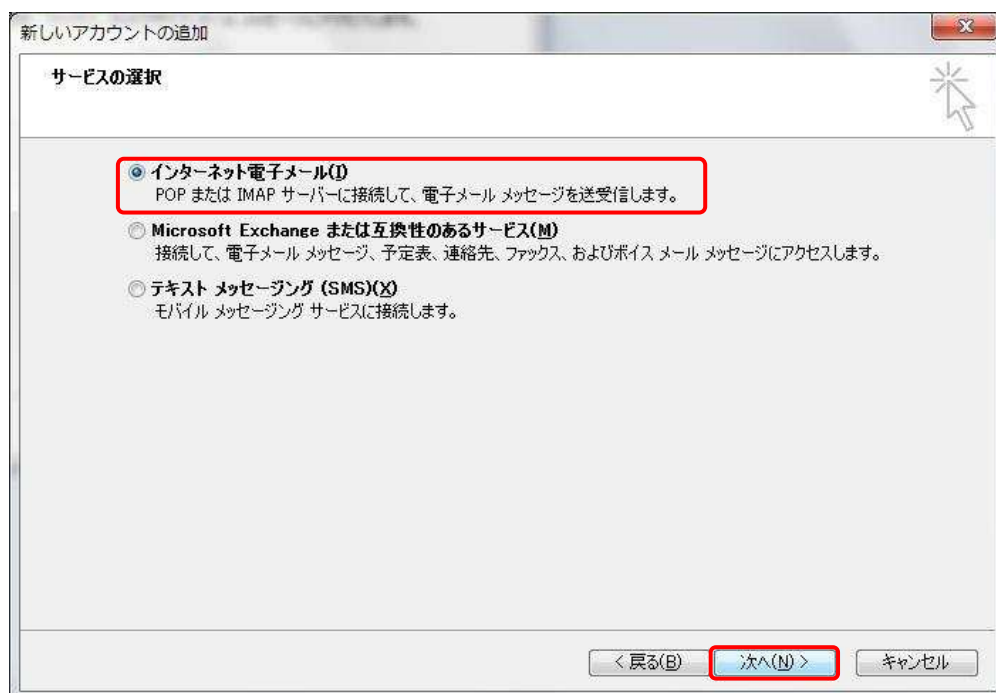 新しいアカウントの追加
サービスの選択
インターネット電子メール(I)
POP または IMAP サーバーに接続して、電子メール メッセージを送受信します。
Microsoft Exchange または互換性のあるサービス(M)
接続して、電子メール メッセージ、予定表、連絡先、ファックス、およびボイス メール メッセージにアクセスします。
テキスト メッセージング (SMS)(X)
モバイル メッセージング サービスに接続します。
< 戻る(B) 次へ(N) > キャンセル